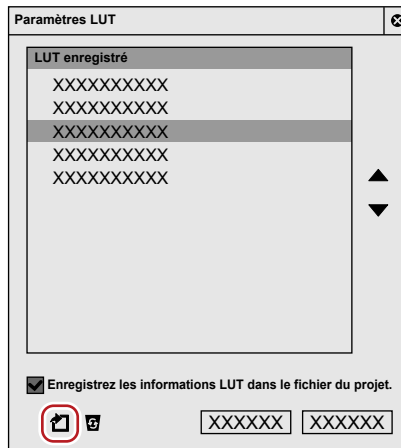 Paramètres LUT
LUT enregistré
XXXXXXXXXX
XXXXXXXXXX
XXXXXXXXXX
XXXXXXXXXX
XXXXXXXXXX
Enregistrez les informations LUT dans le fichier du projet.
XXXXXX XXXXXX